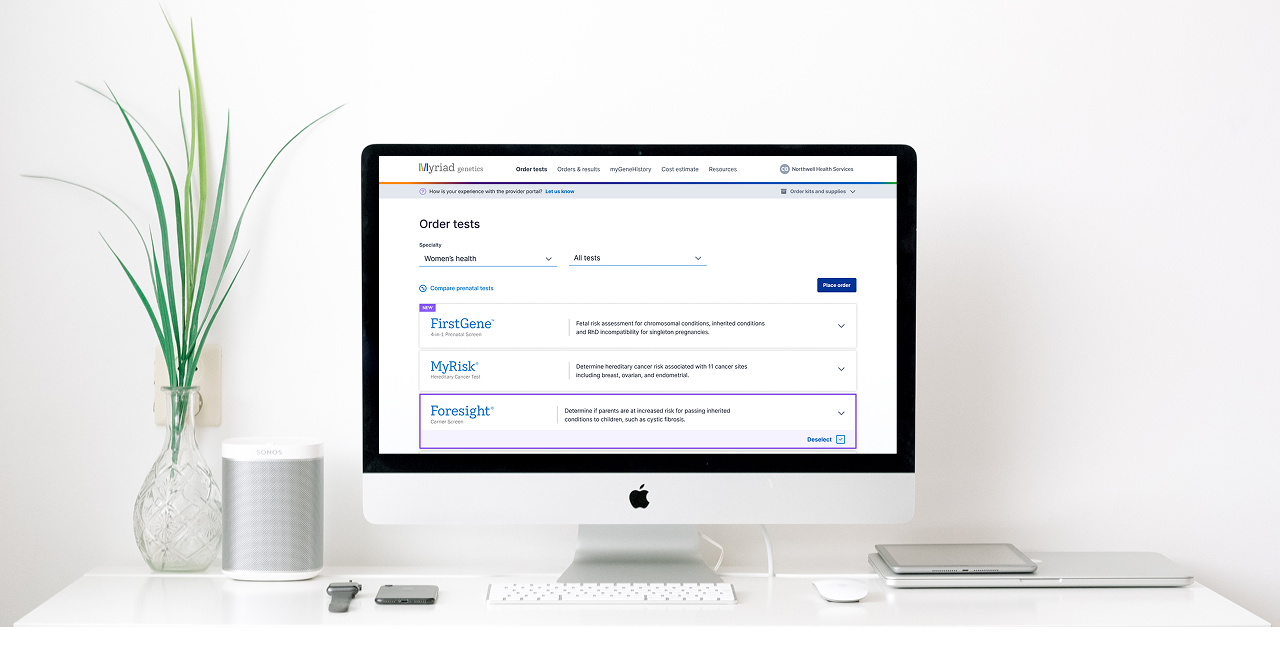 Myriad genetics
Order tests
Orders & results
myGeneHistory
Cost estimate
Resources
CG
Northwell Health Services
How is your experience with the provider portal? Let us know
Order kits and supplies
Order tests
Specialty
Women's health
All tests
Compare prenatal tests
Place order
NEW
FirstGene™
4-in-1 Prenatal Screen
Fetal risk assessment for chromosomal conditions, inherited conditions
and RhD incompatibility for singleton pregnancies.
MyRisk®
Hereditary Cancer Test
Determine hereditary cancer risk associated with 11 cancer sites
including breast, ovarian, and endometrial.
Foresight®
Carrier Screen
Determine if parents are at increased risk for passing inherited
conditions to children, such as cystic fibrosis.
Deselect
SONOS